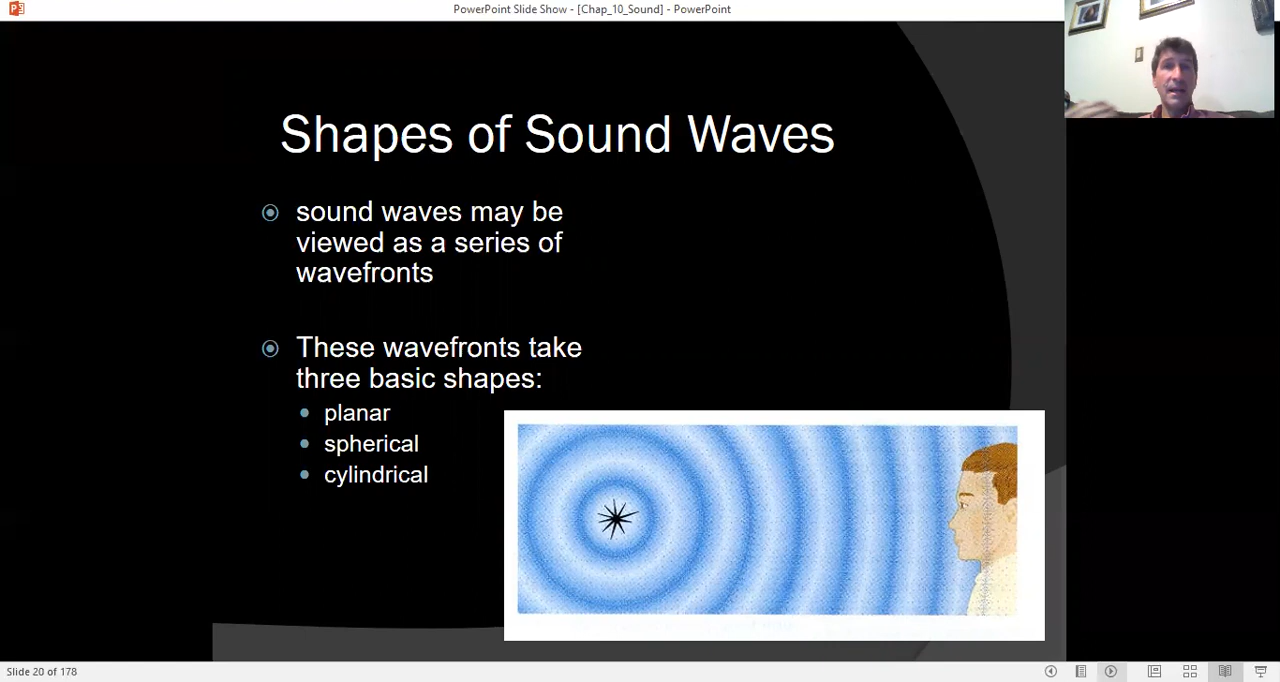 PowerPoint Slide Show - [Chap_10_Sound] - PowerPoint
Shapes of Sound Waves
sound waves may be
viewed as a series of
wavefronts
These wavefronts take
three basic shapes:
planar
spherical
cylindrical
Slide 20 of 178